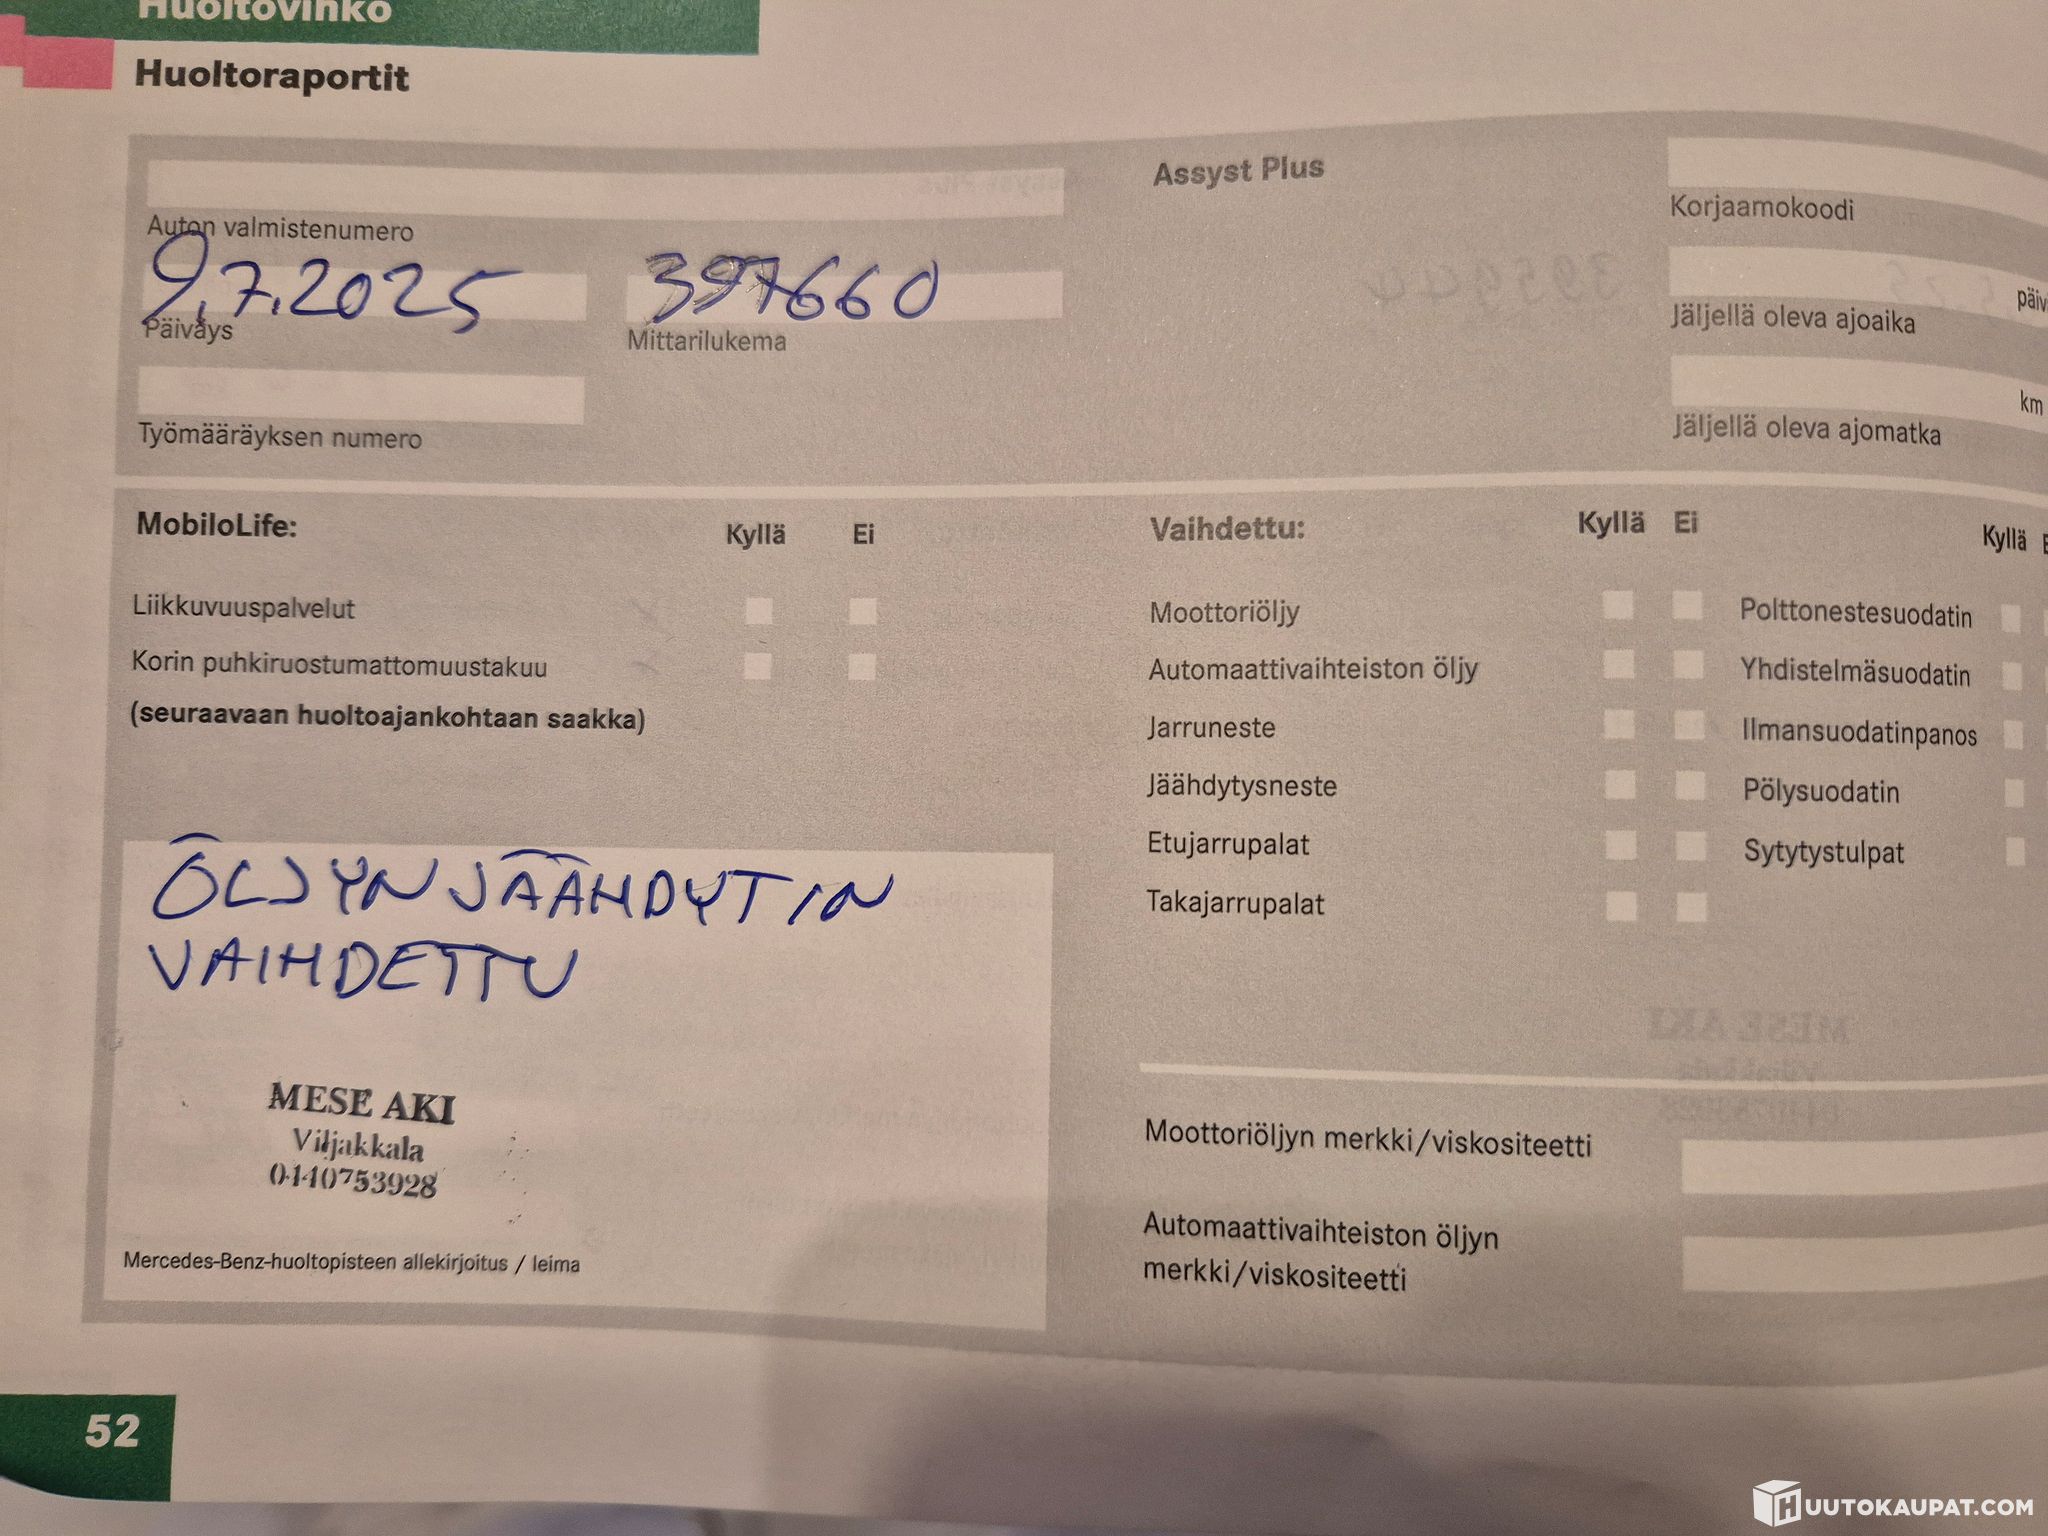 Huoltovihko
Huoltoraportit
Auton valmistenumero
9.7.2025
397660
Päiväys
Mittarilukema
Työmääräyksen numero
Assyst Plus
Korjaamokoodi
Jäljellä oleva ajoaika
km
Jäljellä oleva ajomatka
MobiloLife:
Kyllä Ei
Liikkuvuuspalvelut
Korin puhkiruostumattomuustakuu
(seuraavaan huoltoajankohtaan saakka)
ÖLJYN JÄÄHDYTIN
VAIHDETTU
MESE AKI
Viljakkala
0440753928
Mercedes-Benz-huoltopisteen allekirjoitus / leima
Vaihdettu:
Kyllä Ei
Kyllä
Moottoriöljy
Automaattivaihteiston öljy
Jarruneste
Jäähdytysneste
Etujarrupalat
Takajarrupalat
Polttonestesuodatin
Yhdistelmäsuodatin
Ilmansuodatinpanos
Pölysuodatin
Sytytystulpat
Moottoriöljyn merkki/viskositeetti
Automaattivaihteiston öljyn
merkki/viskositeetti
52
HUUTOKAUPAT.COM